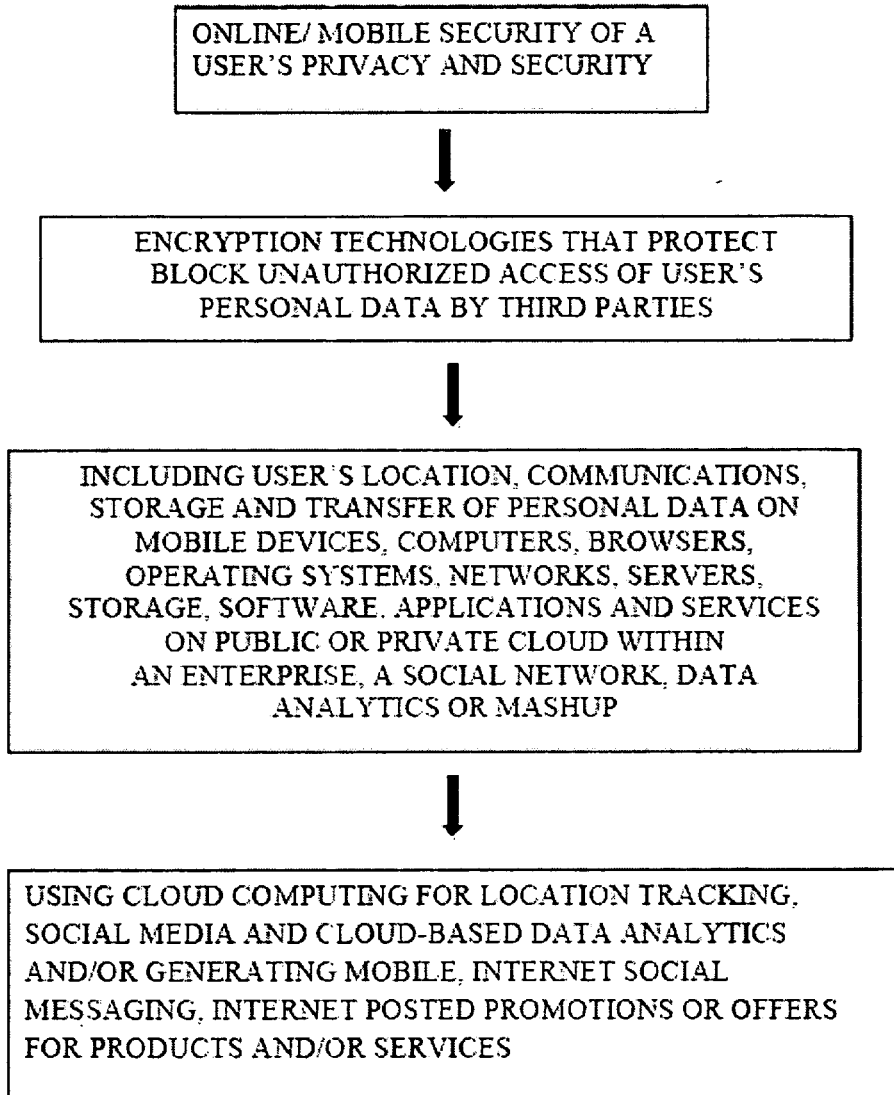 ONLINE/ MOBILE SECURITY OF A
USER'S PRIVACY AND SECURITY
ENCRYPTION TECHNOLOGIES THAT PROTECT
BLOCK UNAUTHORIZED ACCESS OF USER'S
PERSONAL DATA BY THIRD PARTIES
INCLUDING USER'S LOCATION, COMMUNICATIONS,
STORAGE AND TRANSFER OF PERSONAL DATA ON
MOBILE DEVICES, COMPUTERS, BROWSERS,
OPERATING SYSTEMS, NETWORKS, SERVERS,
STORAGE, SOFTWARE, APPLICATIONS AND SERVICES
ON PUBLIC OR PRIVATE CLOUD WITHIN
AN ENTERPRISE, A SOCIAL NETWORK, DATA
ANALYTICS OR MASHUP
USING CLOUD COMPUTING FOR LOCATION TRACKING,
SOCIAL MEDIA AND CLOUD-BASED DATA ANALYTICS
AND/OR GENERATING MOBILE, INTERNET SOCIAL
MESSAGING, INTERNET POSTED PROMOTIONS OR OFFERS
FOR PRODUCTS AND/OR SERVICES